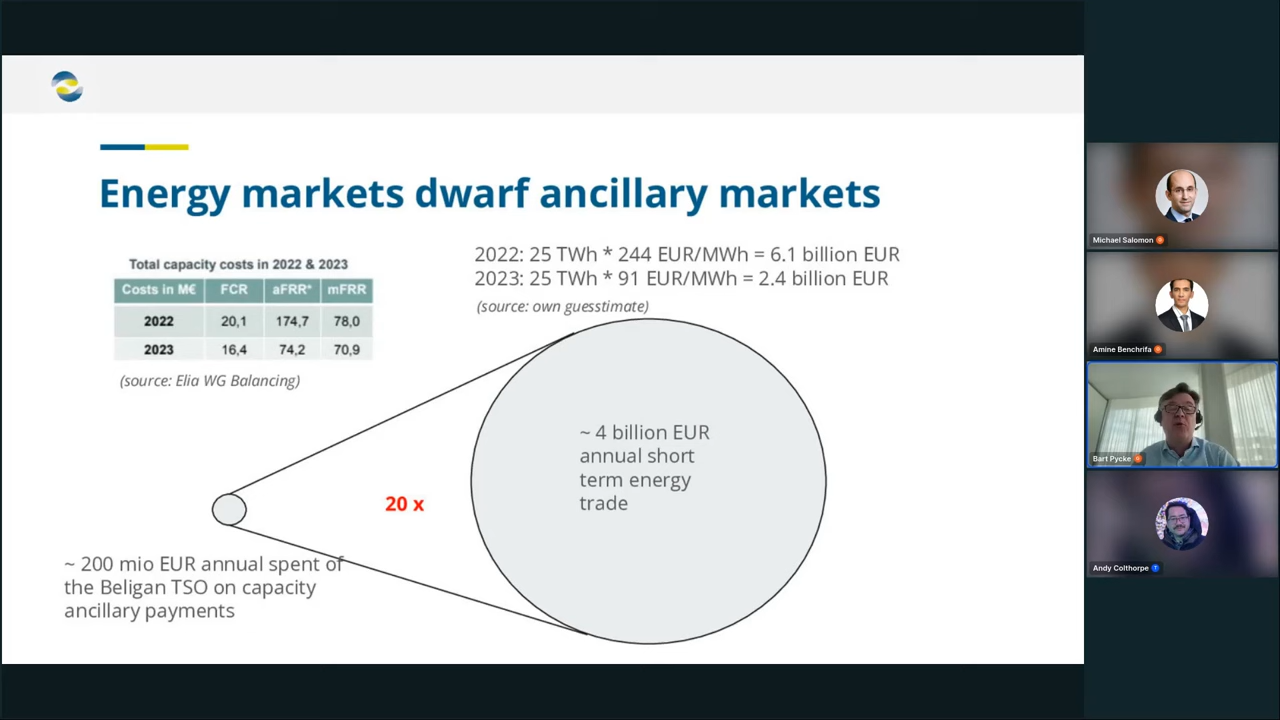 Energy markets dwarf ancillary markets
Total capacity costs in 2022 & 2023
Costs in M€ FCR aFRR* mFRR
2022 20,1 174,7 78,0
2023 16,4 74,2 70,9
(source: Elia WG Balancing)
2022: 25 TWh * 244 EUR/MWh = 6.1 billion EUR
2023: 25 TWh * 91 EUR/MWh = 2.4 billion EUR
(source: own guesstimate)
~ 4 billion EUR
annual short
term energy
trade
20 x
~ 200 mio EUR annual spent of
the Beligan TSO on capacity
ancillary payments
Michael Salomon
Amine Benchrifa
Bart Pycke
Andy Colthorpe